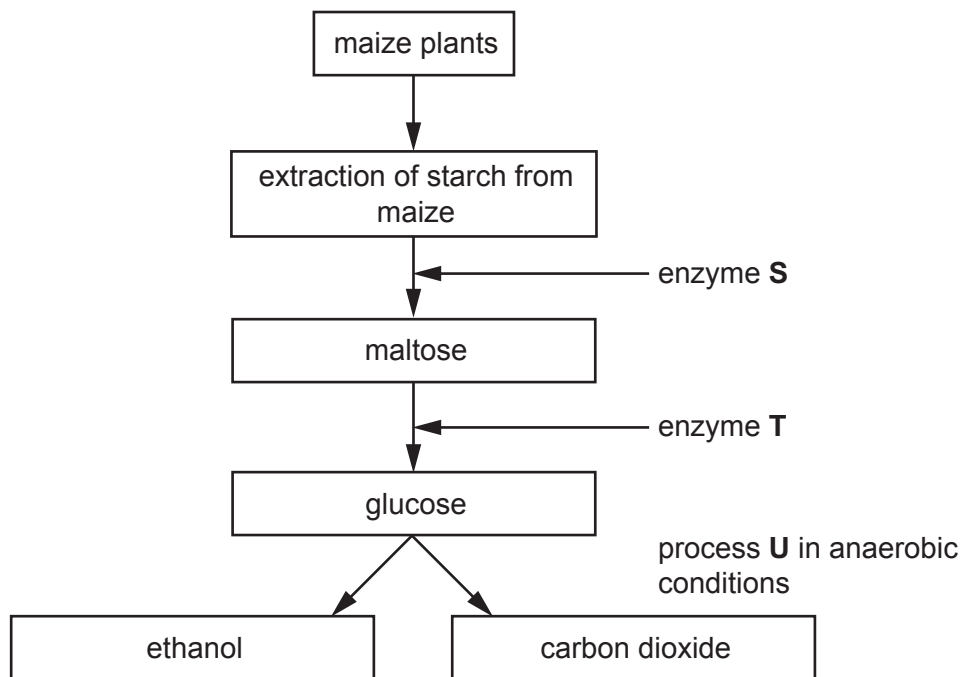 maize plants
extraction of starch from
maize
enzyme S
maltose
enzyme T
glucose
process U in anaerobic
conditions
ethanol
carbon dioxide